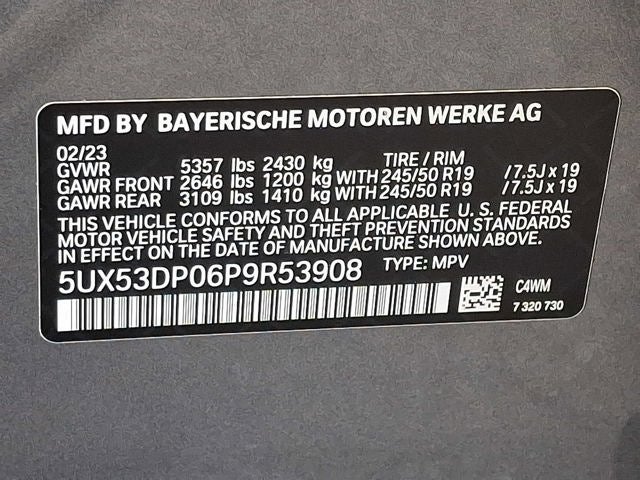 MFD BY BAYERISCHE MOTOREN WERKE AG
02/23 TIRE / RIM
GVWR 5357 lbs 2430 kg
GAWR FRONT 2646 lbs 1200 kg WITH 245/50 R19 /7.5J x 19
GAWR REAR 3109 lbs 1410 kg WITH 245/50 R19 /7.5J x 19
THIS VEHICLE CONFORMS TO ALL APPLICABLE U. S. FEDERAL
MOTOR VEHICLE SAFETY AND THEFT PREVENTION STANDARDS
IN EFFECT ON THE DATE OF MANUFACTURE SHOWN ABOVE.
5UX53DP06P9R53908 TYPE: MPV
C4WM
7 320 730